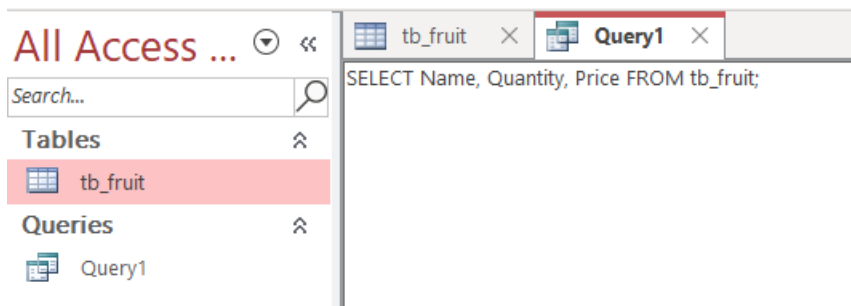 All Access ...
Search...
Tables
tb_fruit
Queries
Query1
tb_fruit
Query1
SELECT Name, Quantity, Price FROM tb_fruit;